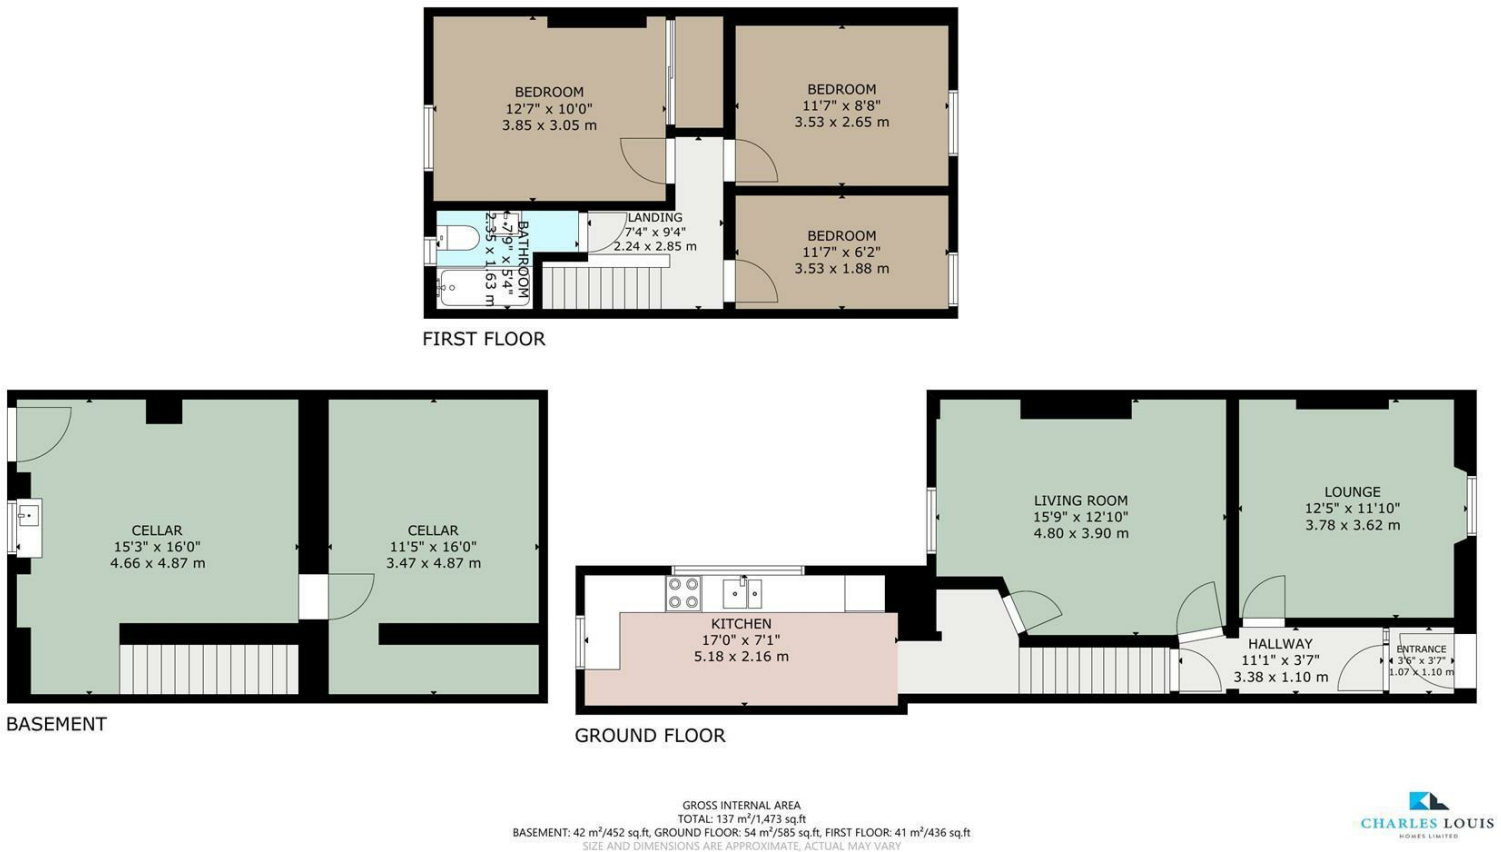 BEDROOM
12'7" x 10'0"
3.85 x 3.05 m
BEDROOM
11'7" x 8'8"
3.53 x 2.65 m
BATHROOM
7'9" x 5'4"
2.35 x 1.63 m
LANDING
7'4" x 9'4"
2.24 x 2.85 m
BEDROOM
11'7" x 6'2"
3.53 x 1.88 m
FIRST FLOOR
CELLAR
15'3" x 16'0"
4.66 x 4.87 m
CELLAR
11'5" x 16'0"
3.47 x 4.87 m
BASEMENT
LIVING ROOM
15'9" x 12'10"
4.80 x 3.90 m
LOUNGE
12'5" x 11'10"
3.78 x 3.62 m
KITCHEN
17'0" x 7'1"
5.18 x 2.16 m
HALLWAY
11'1" x 3'7"
3.38 x 1.10 m
ENTRANCE
3'6" x 3'7"
1.07 x 1.10 m
GROUND FLOOR
GROSS INTERNAL AREA
TOTAL: 137 m²/1,473 sq.ft
BASEMENT: 42 m²/452 sq.ft, GROUND FLOOR: 54 m²/585 sq.ft, FIRST FLOOR: 41 m²/436 sq.ft
SIZE AND DIMENSIONS ARE APPROXIMATE, ACTUAL MAY VARY
CHARLES LOUIS
HOMES LIMITED